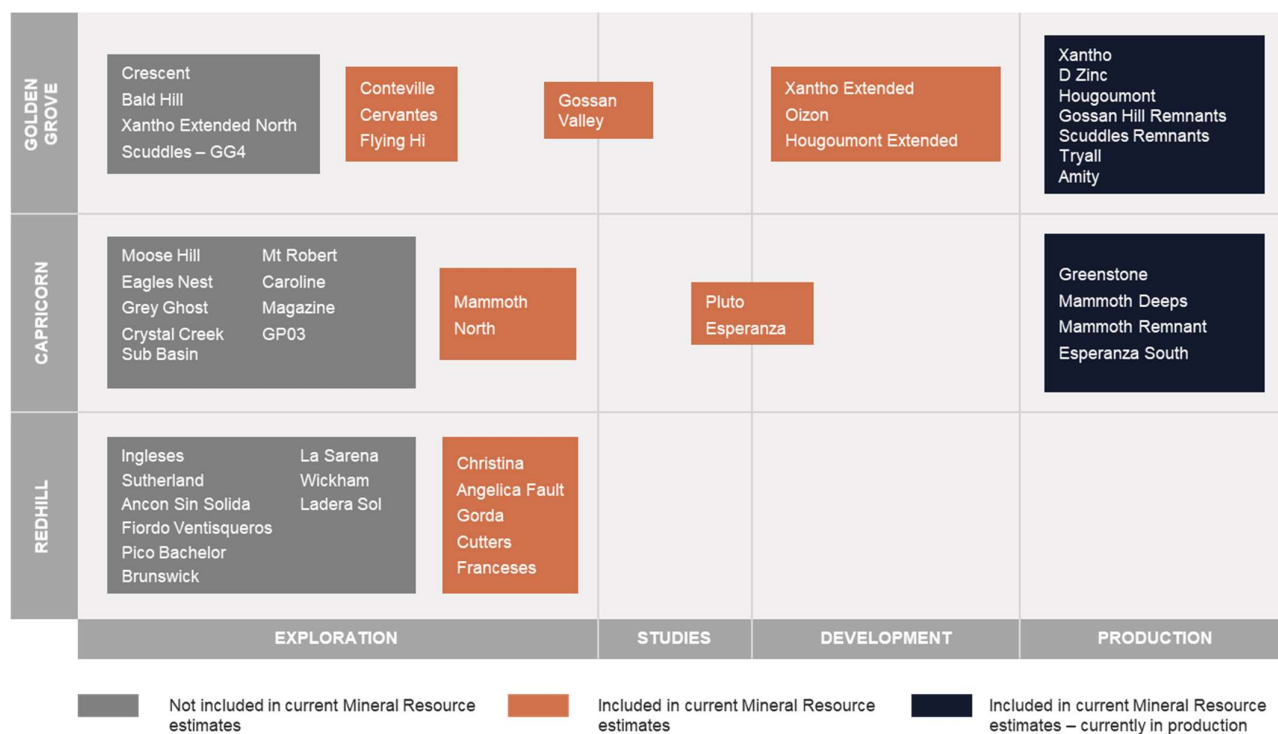 GOLDEN
GROVE
Crescent
Bald Hill
Xantho Extended North
Scuddles – GG4
Conteville
Cervantes
Flying Hi
Gossan
Valley
Xantho Extended
Oizon
Hougoumont Extended
Xantho
D Zinc
Hougoumont
Gossan Hill Remnants
Scuddles Remnants
Tryall
Amity
CAPRICORN
Moose Hill
Eagles Nest
Grey Ghost
Crystal Creek
Sub Basin
Mt Robert
Caroline
Magazine
GP03
Mammoth
North
Pluto
Esperanza
Greenstone
Mammoth Deeps
Mammoth Remnant
Esperanza South
REDHILL
Ingleses
Sutherland
Ancon Sin Solida
Fiordo Ventisqueros
Pico Bachelor
Brunswick
La Sarena
Wickham
Ladera Sol
Christina
Angelica Fault
Gorda
Cutters
Franceses
EXPLORATION
STUDIES
DEVELOPMENT
PRODUCTION
Not included in current Mineral Resource
estimates
Included in current Mineral Resource
estimates
Included in current Mineral Resource
estimates – currently in production